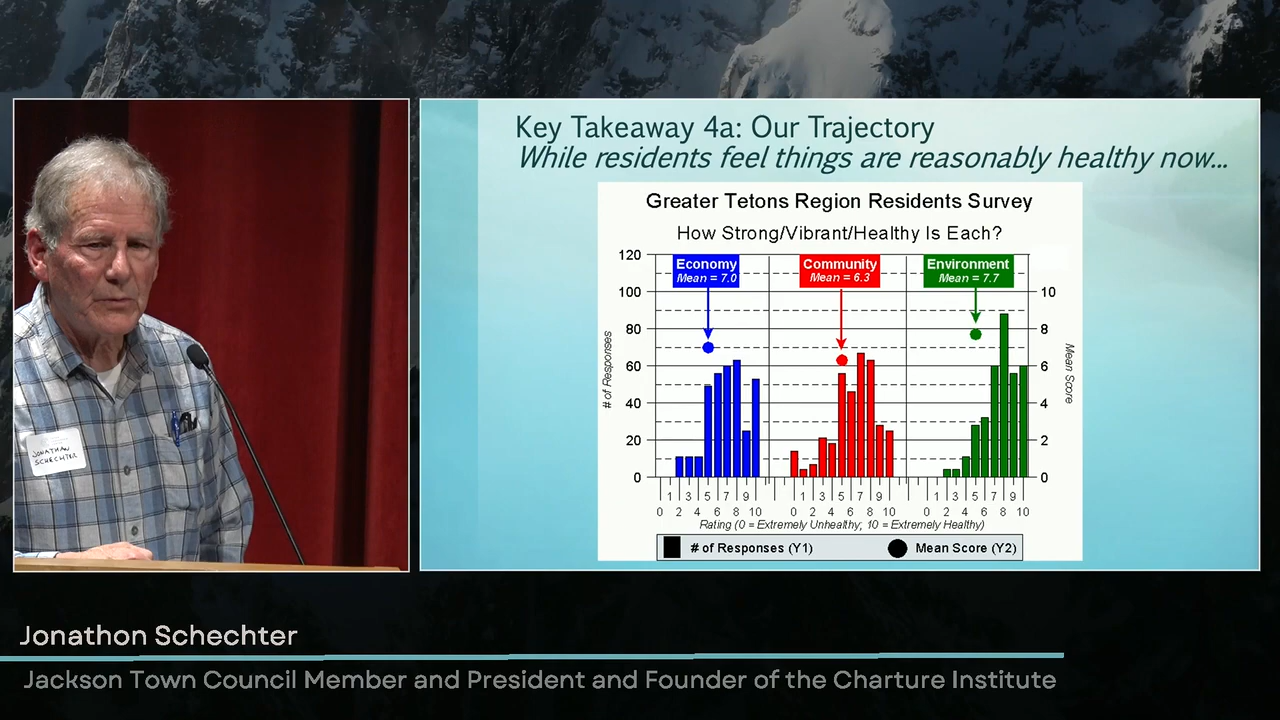 Key Takeaway 4a: Our Trajectory
While residents feel things are reasonably healthy now...
Greater Tetons Region Residents Survey
How Strong/Vibrant/Healthy Is Each?
Economy
Mean = 7.0
Community
Mean = 6.3
Environment
Mean = 7.7
120
100
80
60
40
20
0
# of Responses
10
8
6
4
2
0
Mean Score
1 3 5 7 9 1 3 5 7 9 1 3 5 7 9
0 2 4 6 8 10 0 2 4 6 8 10 0 2 4 6 8 10
Rating (0 = Extremely Unhealthy; 10 = Extremely Healthy)
# of Responses (Y1) Mean Score (Y2)
JONATHAN
SCHECHTER
Jonathon Schechter
Jackson Town Council Member and President and Founder of the Charture Institute